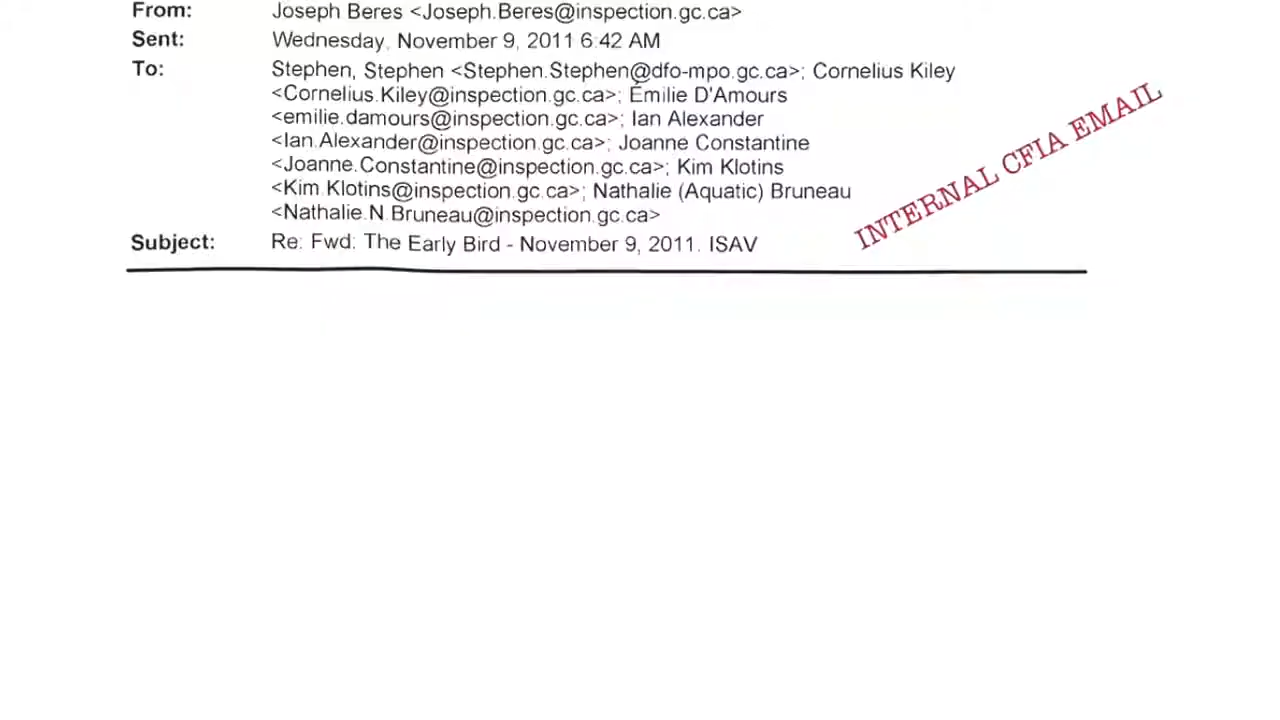 From: Joseph Beres <Joseph.Beres@inspection.gc.ca>
Sent: Wednesday, November 9, 2011 6:42 AM
To: Stephen, Stephen <Stephen.Stephen@dfo-mpo.gc.ca>; Cornelius Kiley
<Cornelius.Kiley@inspection.gc.ca>; Émilie D'Amours
<emilie.damours@inspection.gc.ca>; Ian Alexander
<Ian.Alexander@inspection.gc.ca>; Joanne Constantine
<Joanne.Constantine@inspection.gc.ca>; Kim Klotins
<Kim.Klotins@inspection.gc.ca>; Nathalie (Aquatic) Bruneau
<Nathalie.N.Bruneau@inspection.gc.ca>
Subject: Re: Fwd: The Early Bird - November 9, 2011. ISAV
INTERNAL CFIA EMAIL